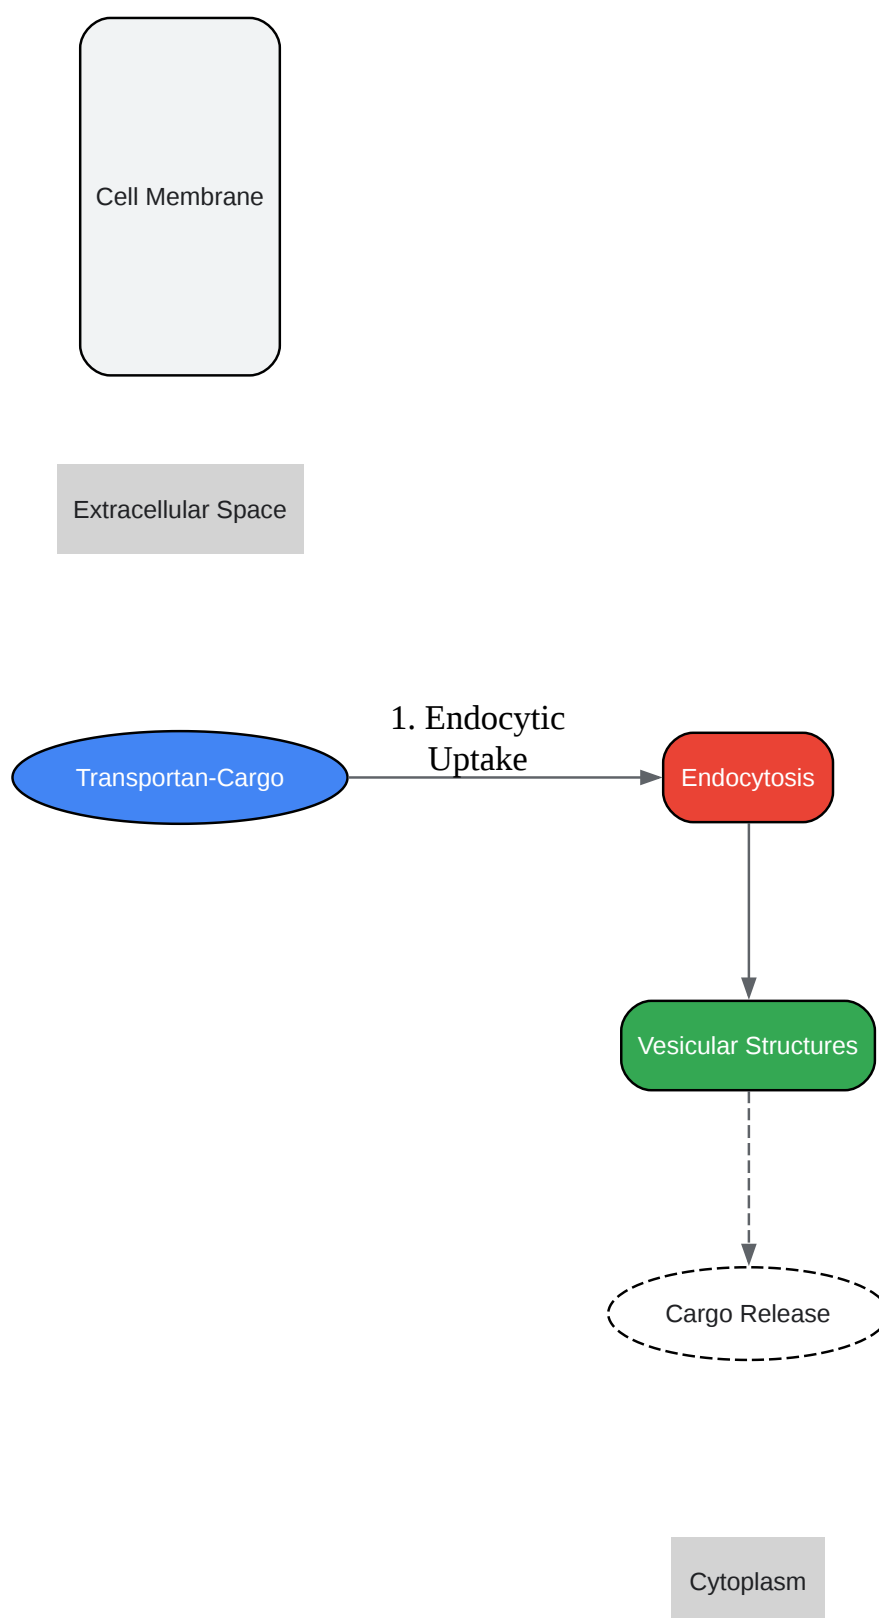 Cell Membrane
Extracellular Space
1. Endocytic
Uptake
Transportan-Cargo
Endocytosis
Vesicular Structures
Cargo Release
Cytoplasm